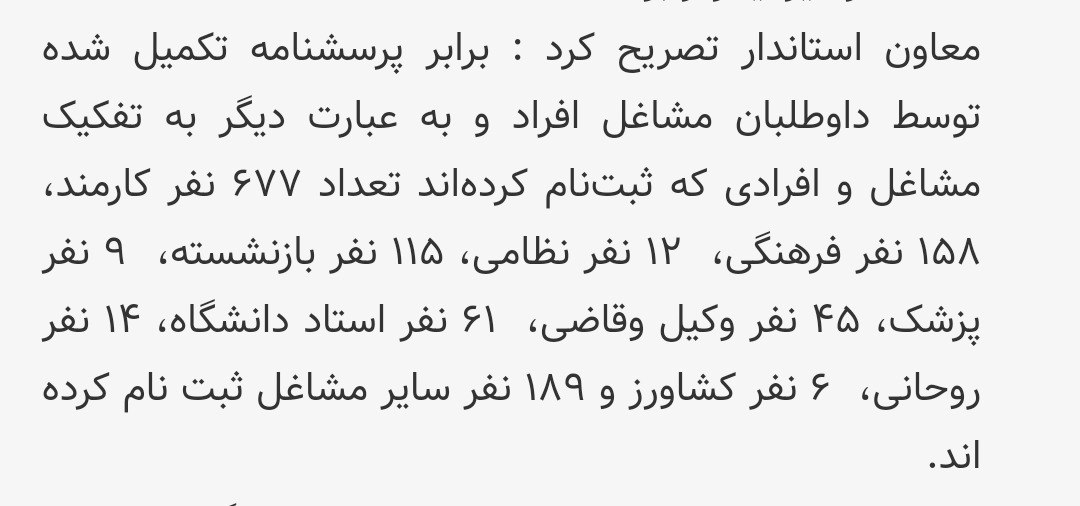 معاون استاندار تصریح کرد : برابر پرسشنامه تکمیل شده
توسط داوطلبان مشاغل افراد و به عبارت دیگر به تفکیک
مشاغل و افرادی که ثبت‌نام کرده‌اند تعداد ۶۷۷ نفر کارمند،
۱۵۸ نفر فرهنگی، ۱۲ نفر نظامی، ۱۱۵ نفر بازنشسته، ۹ نفر
پزشک، ۴۵ نفر وکیل وقاضی، ۶۱ نفر استاد دانشگاه، ۱۴ نفر
روحانی، ۶ نفر کشاورز و ۱۸۹ نفر سایر مشاغل ثبت نام کرده
اند.